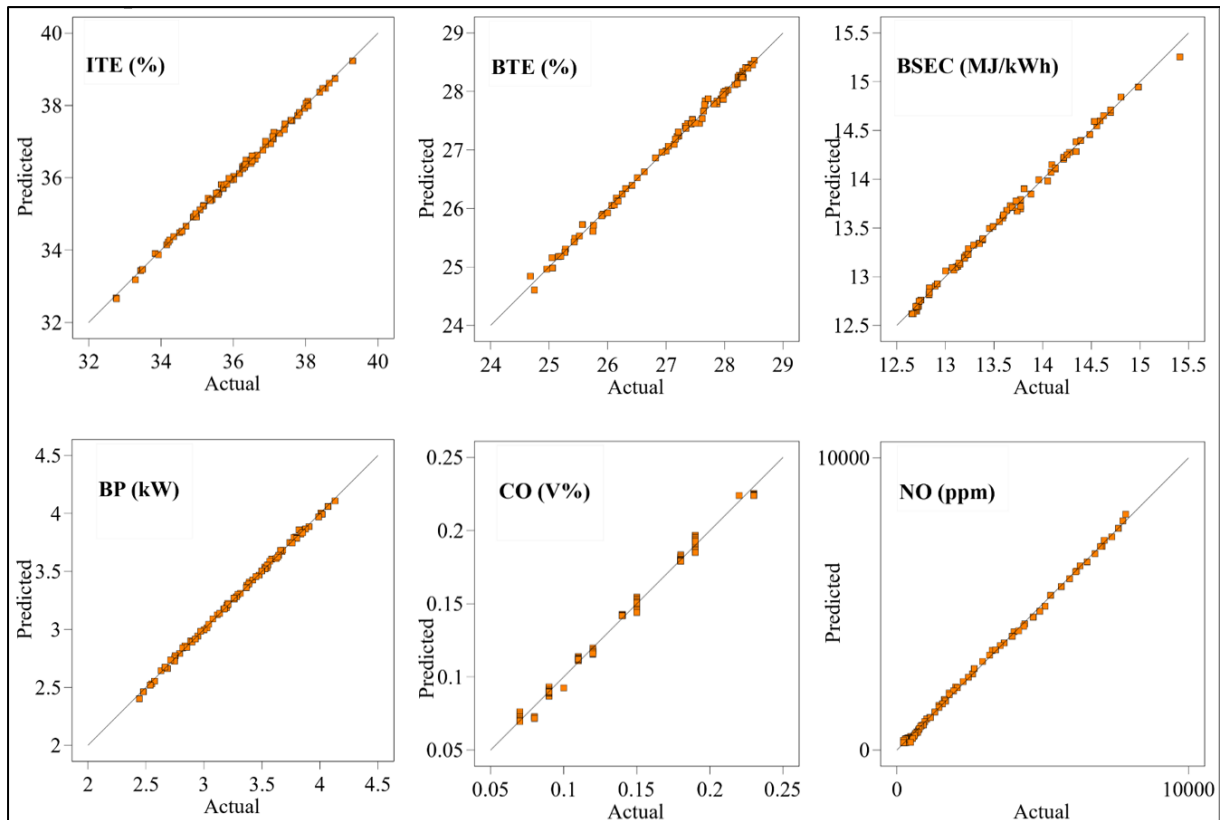 ITE (%)
Predicted
40
38
36
34
32
32 34 36 38 40
Actual
BTE (%)
Predicted
29
28
27
26
25
24
24 25 26 27 28 29
Actual
BSEC (MJ/kWh)
Predicted
15.5
15
14.5
14
13.5
13
12.5
12.5 13 13.5 14 14.5 15 15.5
Actual
BP (kW)
Predicted
4.5
4
3.5
3
2.5
2
2 2.5 3 3.5 4 4.5
Actual
CO (V%)
Predicted
0.25
0.2
0.15
0.1
0.05
0.05 0.1 0.15 0.2 0.25
Actual
NO (ppm)
Predicted
10000
0
0 10000
Actual